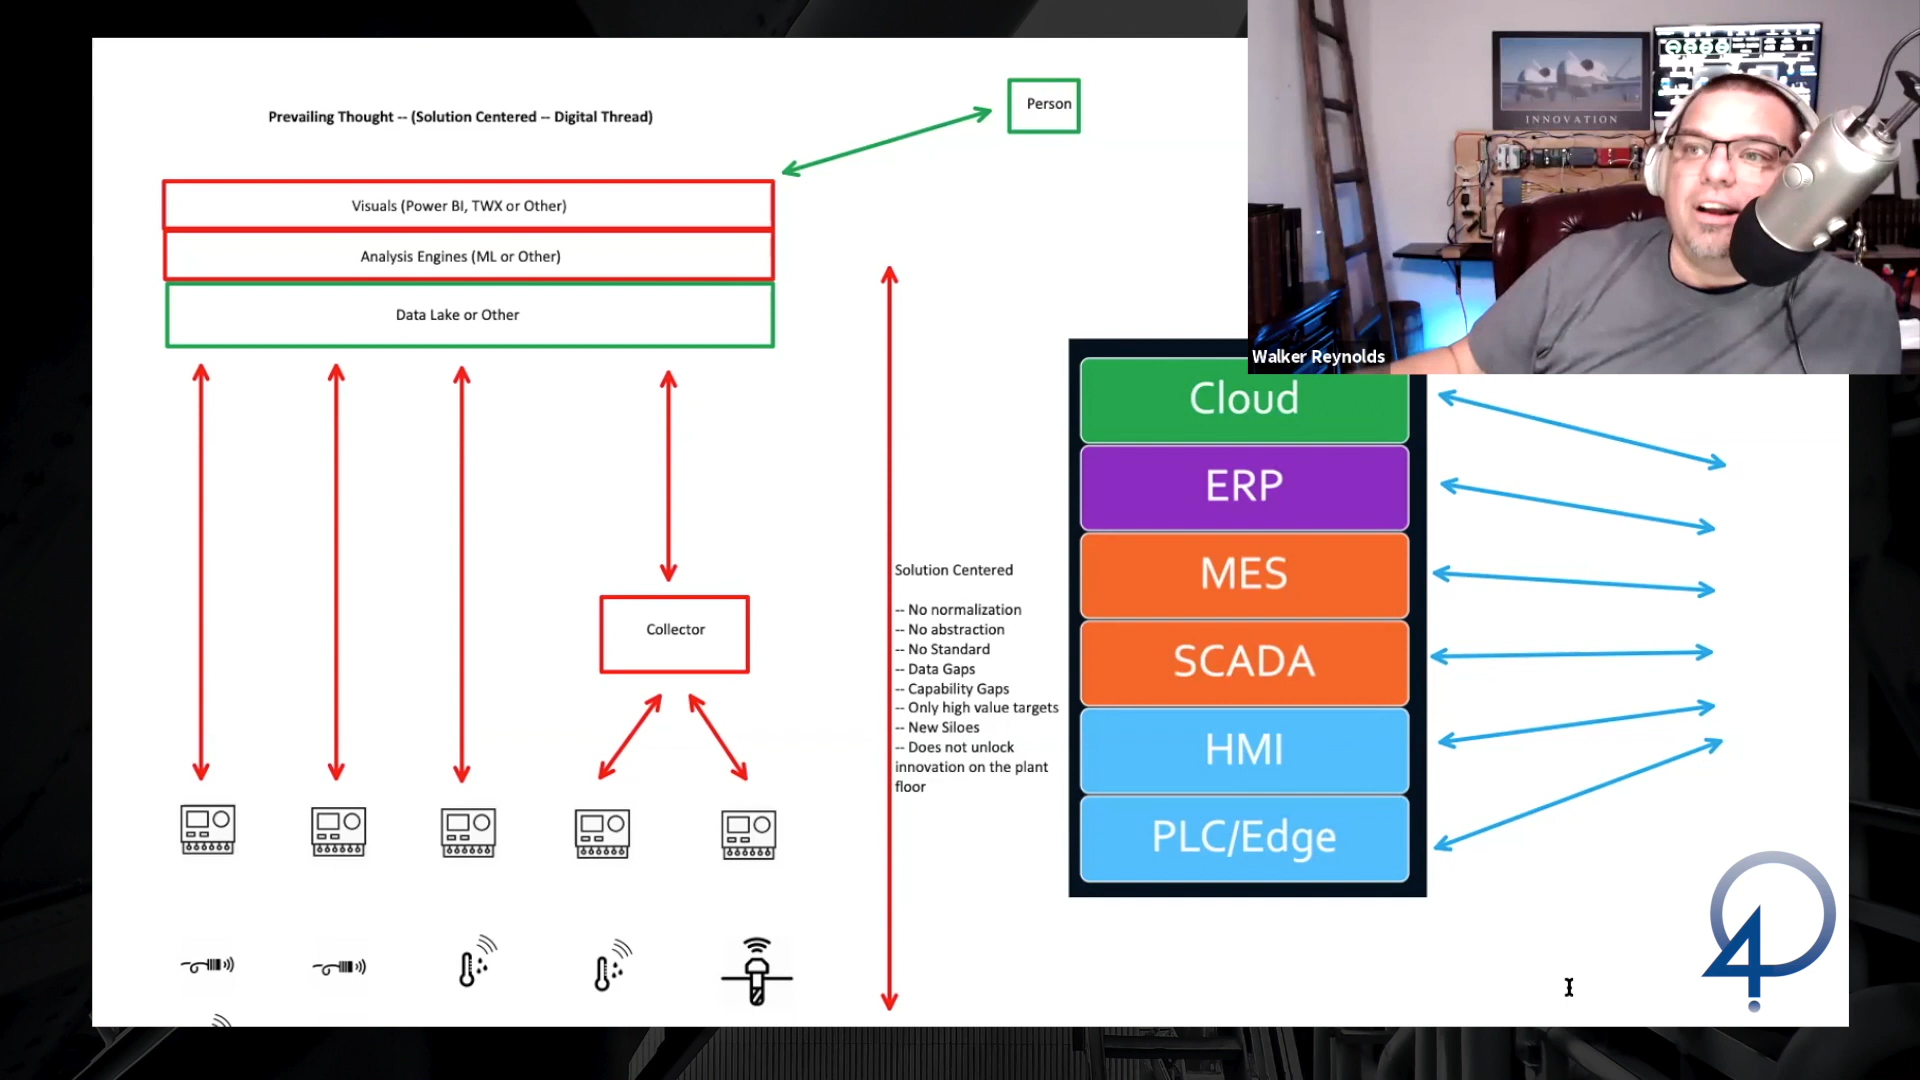 Prevailing Thought -- (Solution Centered -- Digital Thread)
Person
Visuals (Power BI, TWX or Other)
Analysis Engines (ML or Other)
Data Lake or Other
Collector
Solution Centered
-- No normalization
-- No abstraction
-- No Standard
-- Data Gaps
-- Capability Gaps
-- Only high value targets
-- New Siloes
-- Does not unlock
innovation on the plant
floor
Cloud
ERP
MES
SCADA
HMI
PLC/Edge
INNOVATION
Walker Reynolds
4